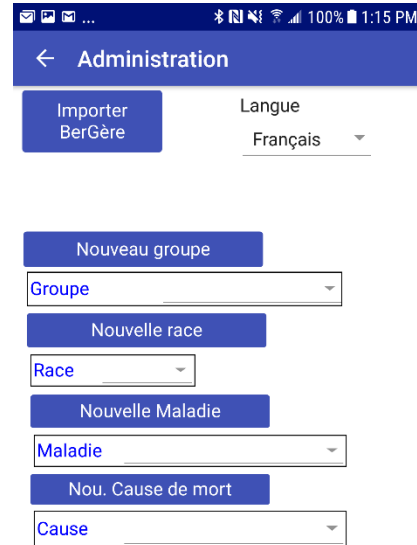 ... 100% 1:15 PM
Administration
Importer
BerGère
Langue
Français
Nouveau groupe
Groupe
Nouvelle race
Race
Nouvelle Maladie
Maladie
Nou. Cause de mort
Cause